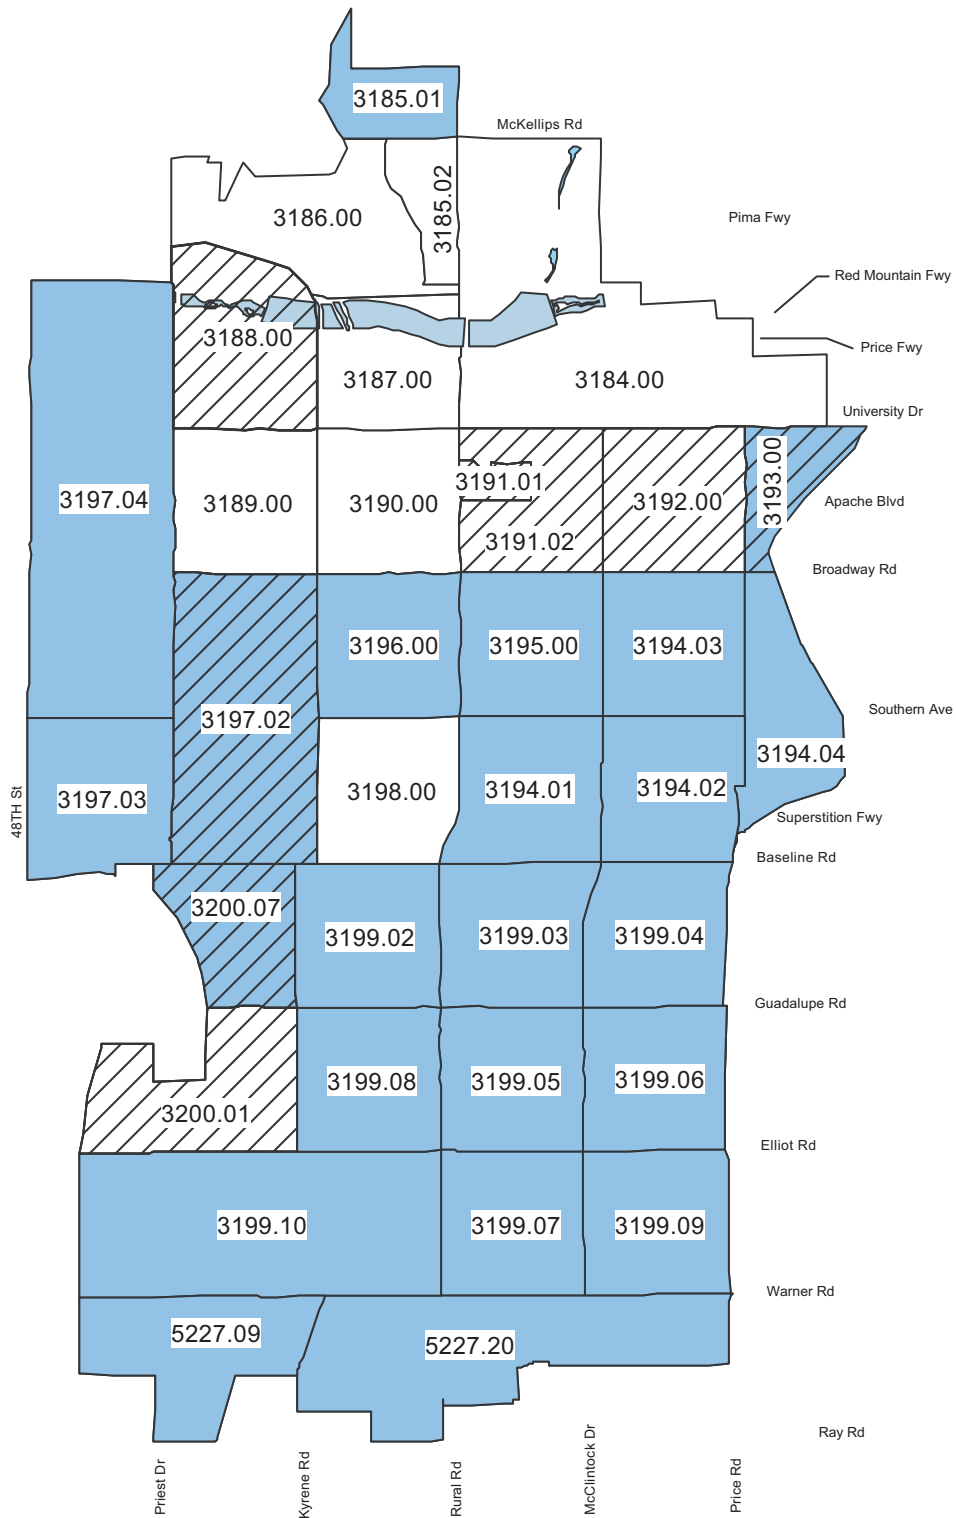 3185.01
McKellips Rd
3185.02
3186.00
Pima Fwy
Red Mountain Fwy
3188.00
Price Fwy
3187.00
3184.00
University Dr
3193.00
3191.01
3197.04
3189.00
3190.00
3192.00
Apache Blvd
3191.02
Broadway Rd
3196.00
3195.00
3194.03
Southern Ave
3197.02
3194.04
3197.03
3198.00
3194.01
3194.02
48TH St
Superstition Fwy
Baseline Rd
3200.07
3199.02
3199.03
3199.04
Guadalupe Rd
3199.08
3199.05
3199.06
3200.01
Elliot Rd
3199.10
3199.07
3199.09
Warner Rd
5227.09
5227.20
Ray Rd
Priest Dr
Kyrene Rd
Rural Rd
McClintock Dr
Price Rd